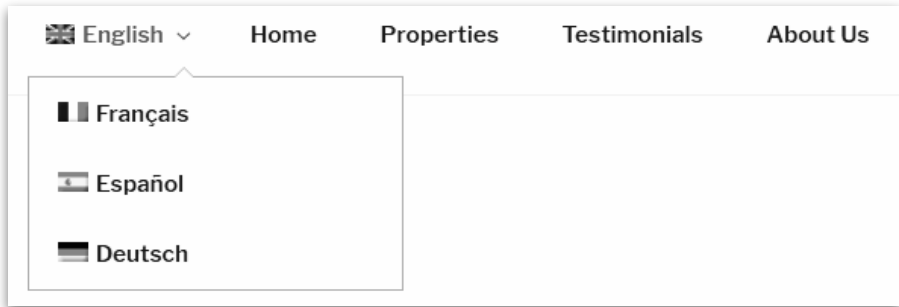 English Home Properties Testimonials About Us
Français
Español
Deutsch